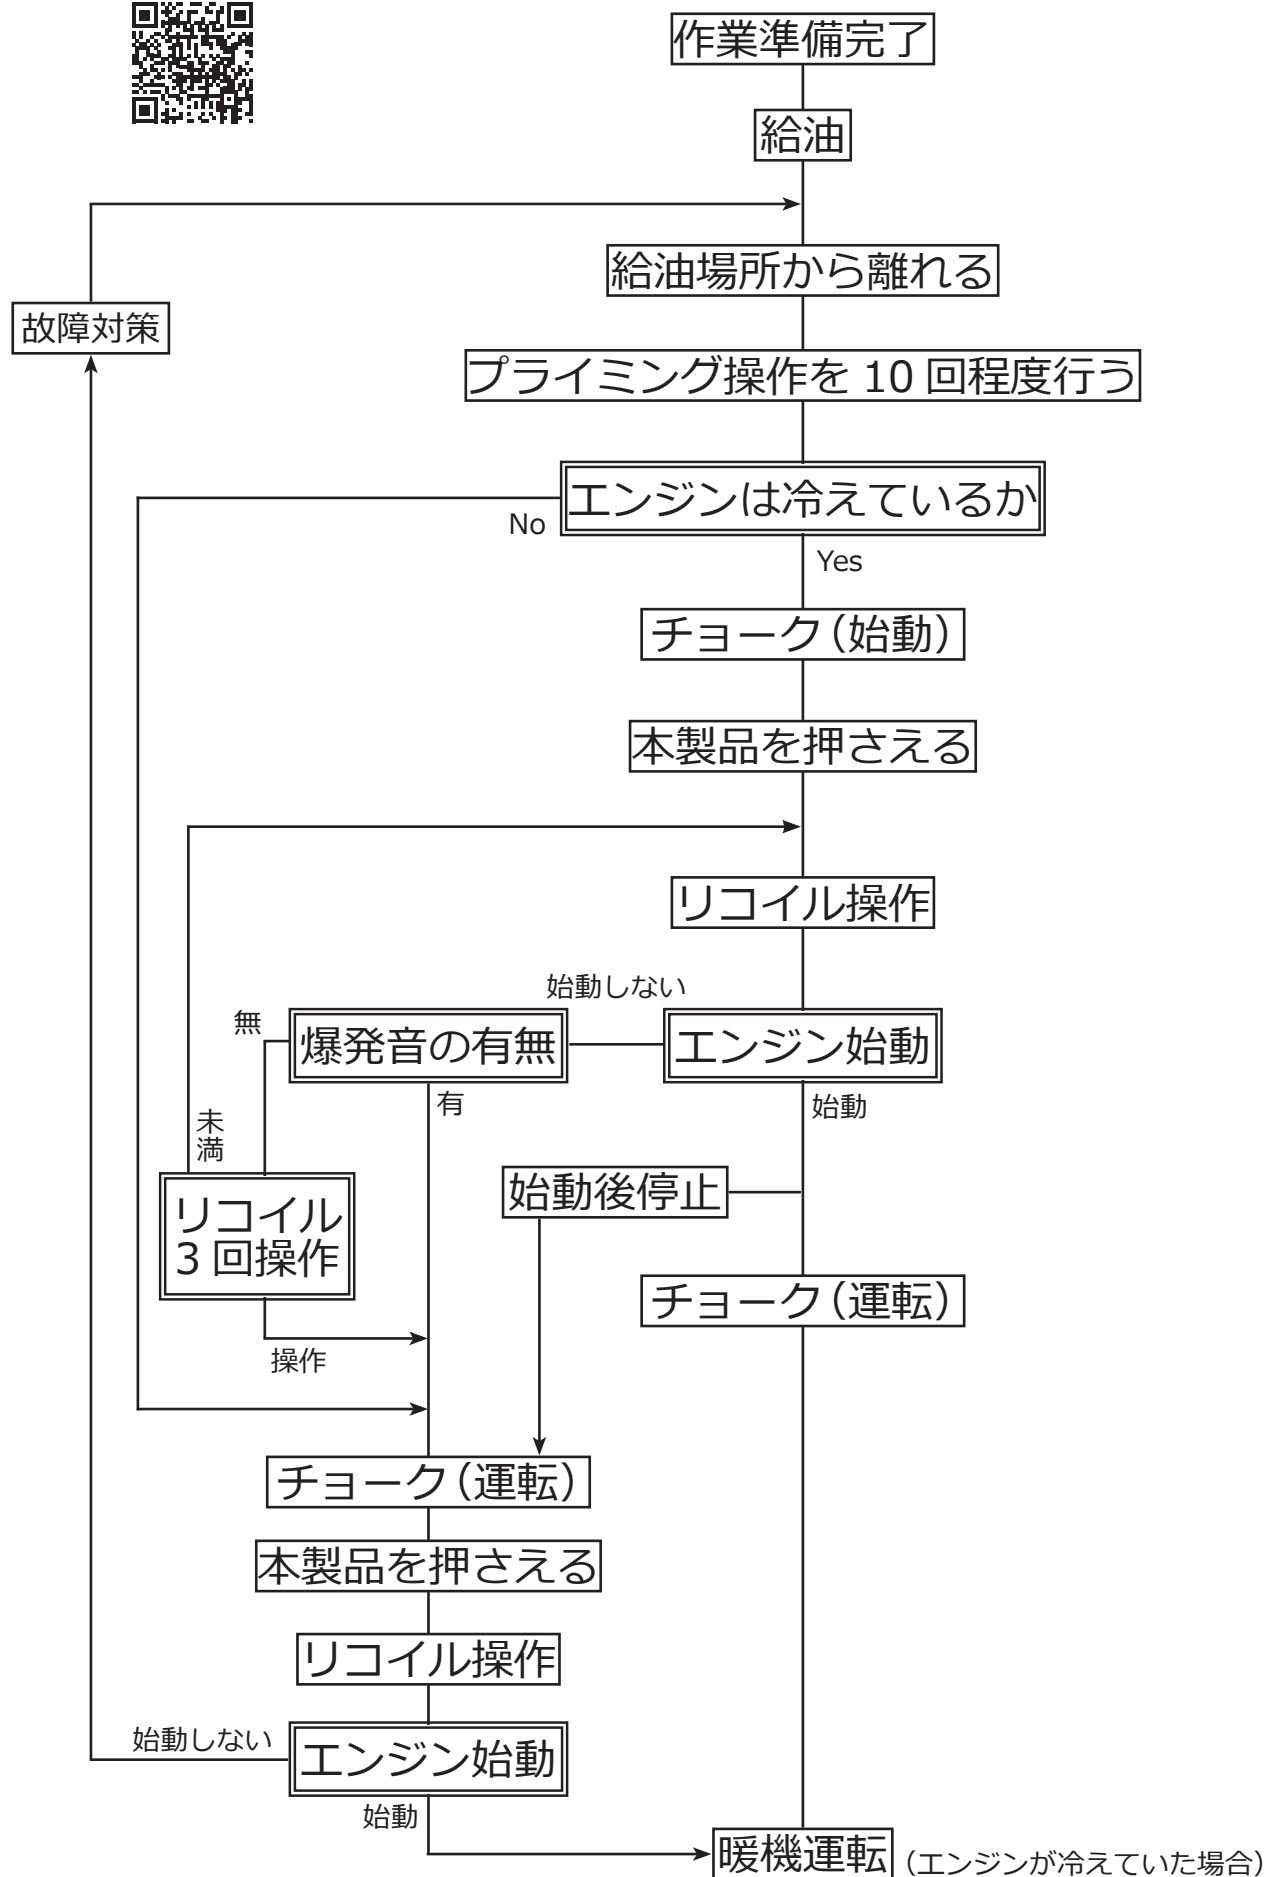 作業準備完了
給油
給油場所から離れる
故障対策
プライミング操作を 10 回程度行う
エンジンは冷えているか
No
Yes
チョーク（始動）
本製品を押さえる
リコイル操作
始動しない
無
爆発音の有無
エンジン始動
有
始動
未満
始動後停止
リコイル
3 回操作
チョーク（運転）
操作
チョーク（運転）
本製品を押さえる
リコイル操作
始動しない
エンジン始動
始動
暖機運転 （エンジンが冷えていた場合）